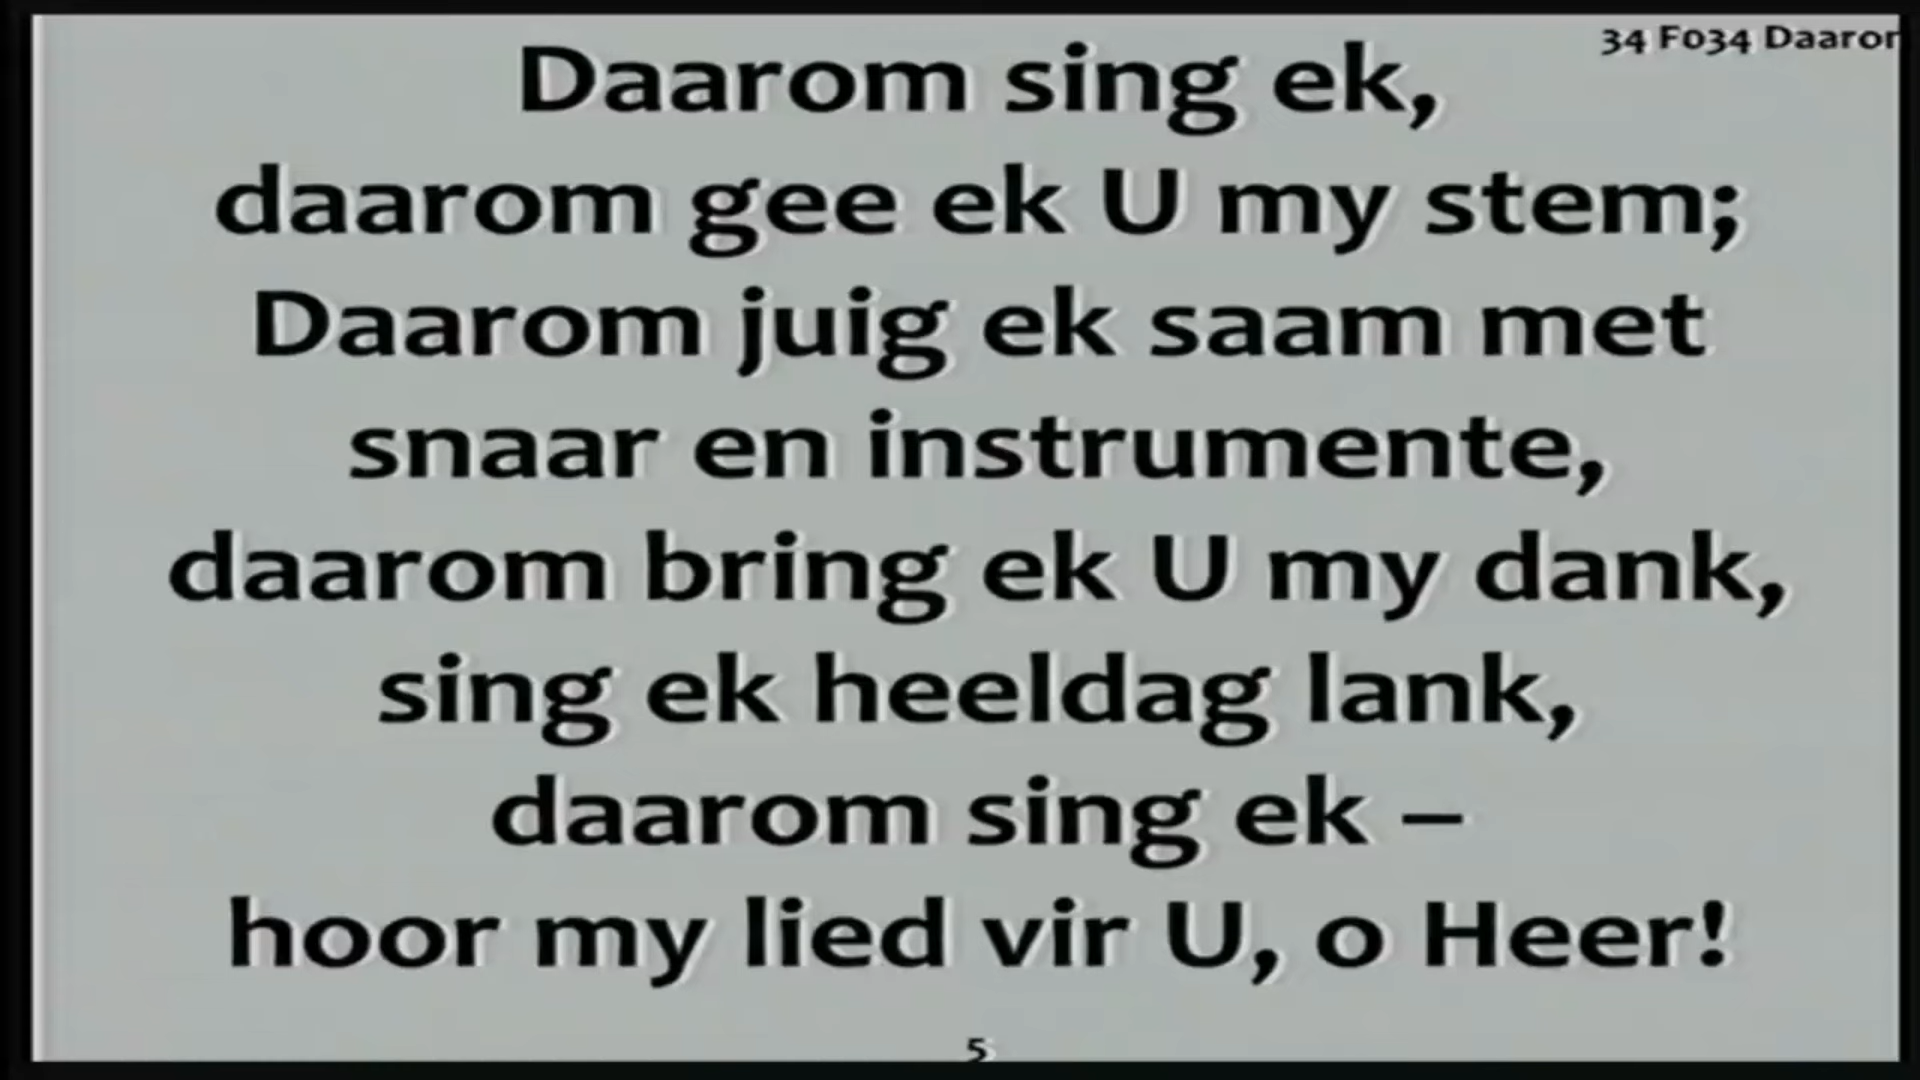 34 F034 Daarom
Daarom sing ek,
daarom gee ek U my stem;
Daarom juig ek saam met
snaar en instrumente,
daarom bring ek U my dank,
sing ek heeldag lank,
daarom sing ek –
hoor my lied vir U, o Heer!
5